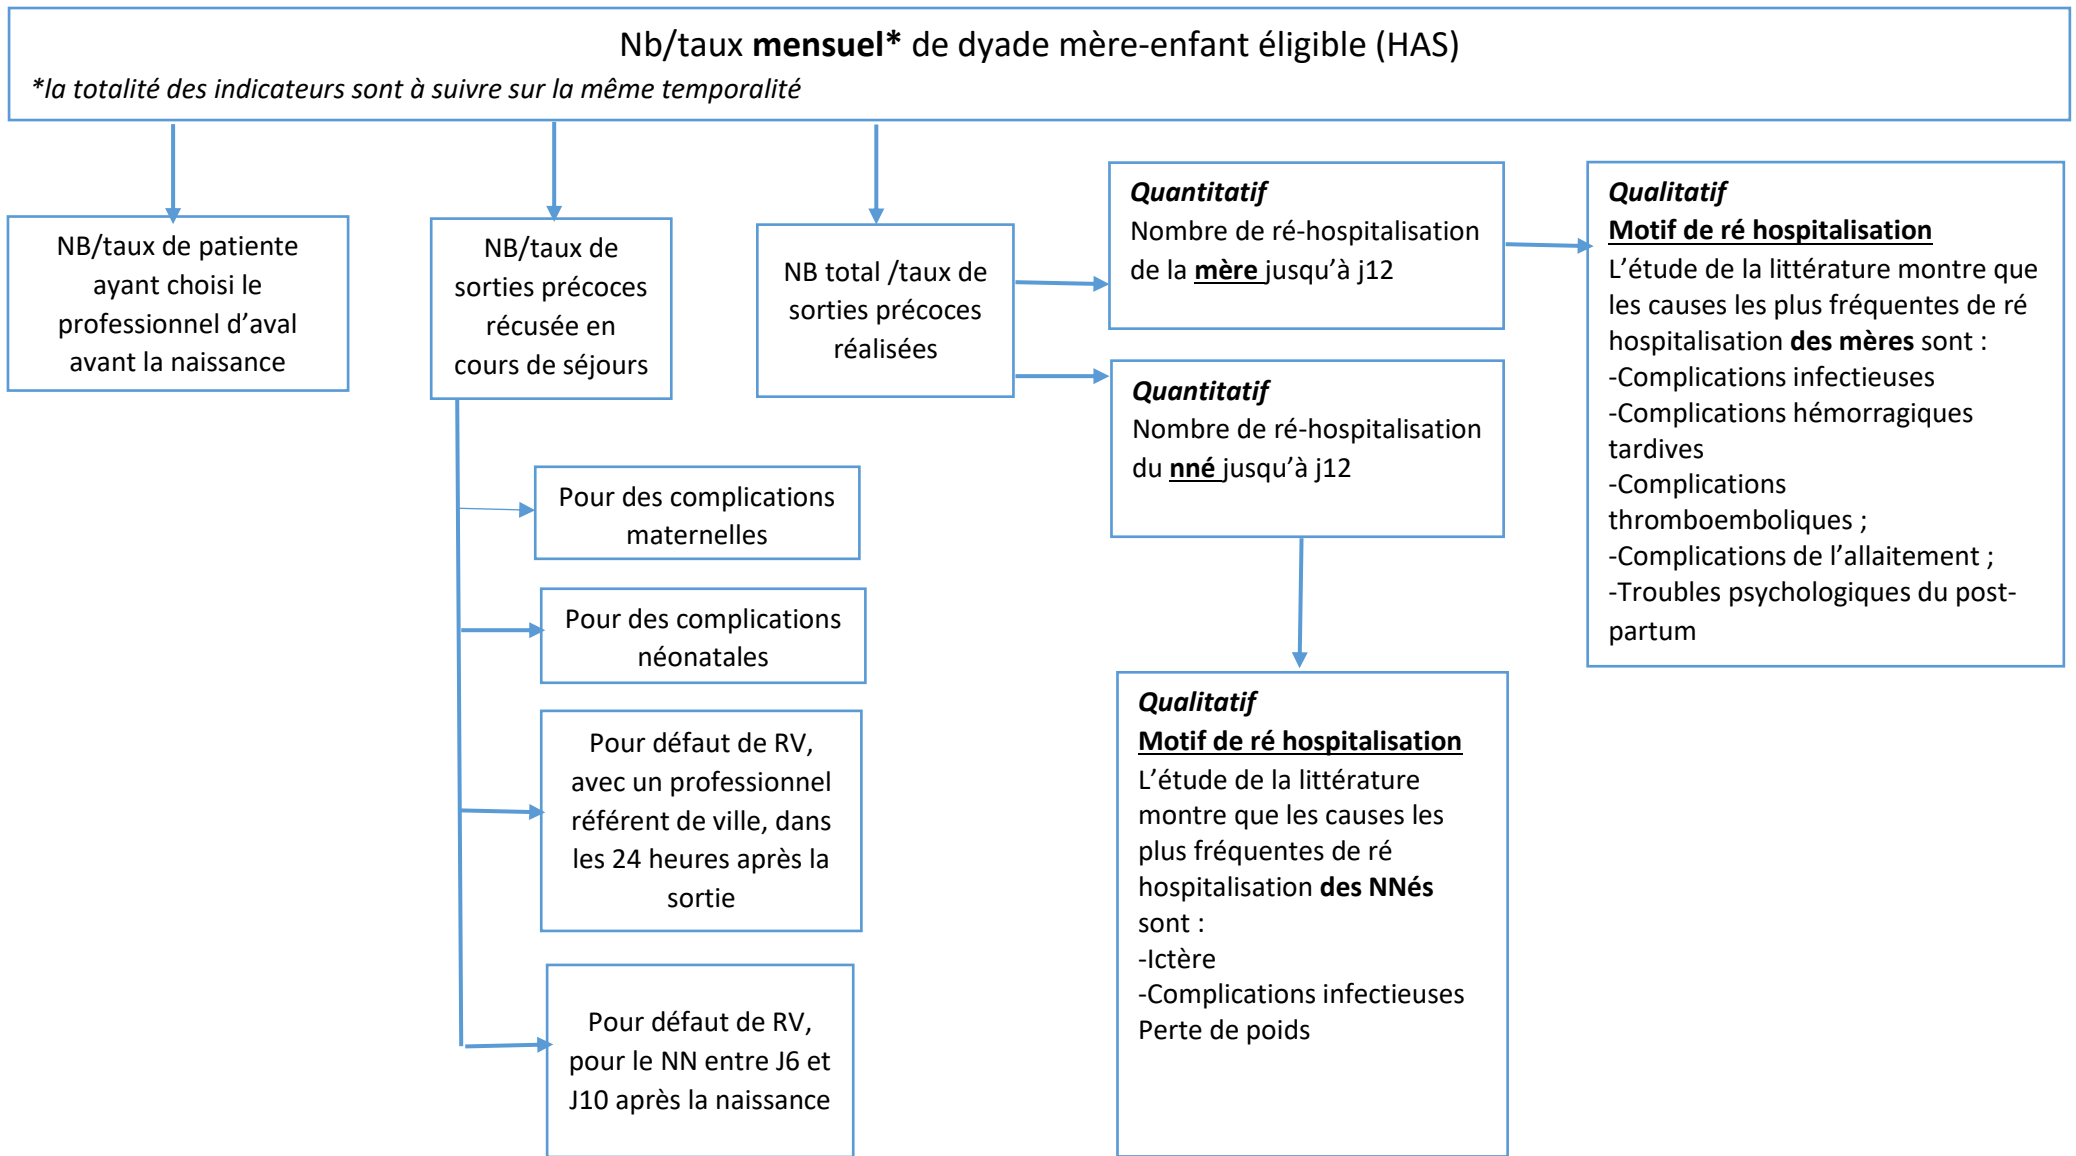 Nb/taux mensuel* de dyade mère-enfant éligible (HAS)
*la totalité des indicateurs sont à suivre sur la même temporalité
NB/taux de patiente
ayant choisi le
professionnel d’aval
avant la naissance
NB/taux de
sorties précoces
récusée en
cours de séjours
Pour des complications
maternelles
Pour des complications
néonatales
Pour défaut de RV,
avec un professionnel
référent de ville, dans
les 24 heures après la
sortie
Pour défaut de RV,
pour le NN entre J6 et
J10 après la naissance
NB total /taux de
sorties précoces
réalisées
Quantitatif
Nombre de ré-hospitalisation
de la mère jusqu’à j12
Quantitatif
Nombre de ré-hospitalisation
du nné jusqu’à j12
Qualitatif
Motif de ré hospitalisation
L’étude de la littérature
montre que les causes les
plus fréquentes de ré
hospitalisation des NNés
sont :
-Ictère
-Complications infectieuses
Perte de poids
Qualitatif
Motif de ré hospitalisation
L’étude de la littérature montre que
les causes les plus fréquentes de ré
hospitalisation des mères sont :
-Complications infectieuses
-Complications hémorragiques
tardives
-Complications
thromboemboliques ;
-Complications de l’allaitement ;
-Troubles psychologiques du post-
partum